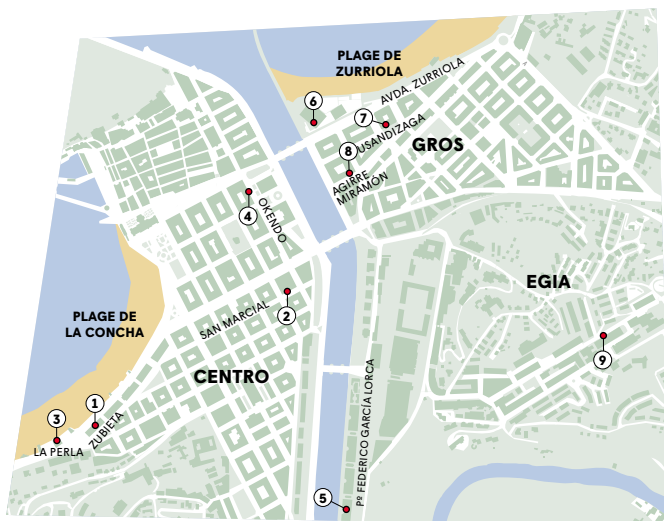 PLAGE DE
ZURRIOLA
AVDA. ZURRIOLA
6
7
USANDIZAGA
GROS
8
AGIRRE
MIRAMÓN
4
OKENDO
EGIA
PLAGE DE
LA CONCHA
SAN MARCIAL
2
9
CENTRO
1
3
ZUBIETA
LA PERLA
Pº FEDERICO GARCÍA LORCA
5